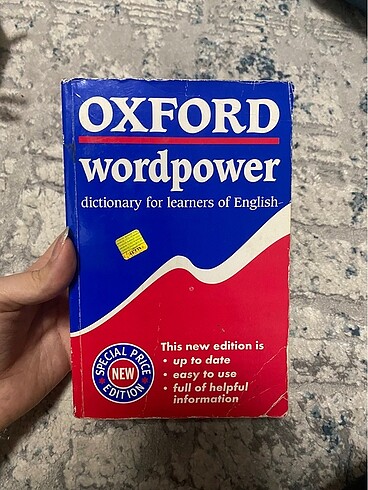 OXFORD
wordpower
dictionary for learners of English
This new edition is
• up to date
• easy to use
• full of helpful
information
SPECIAL PRICE
NEW
EDITION